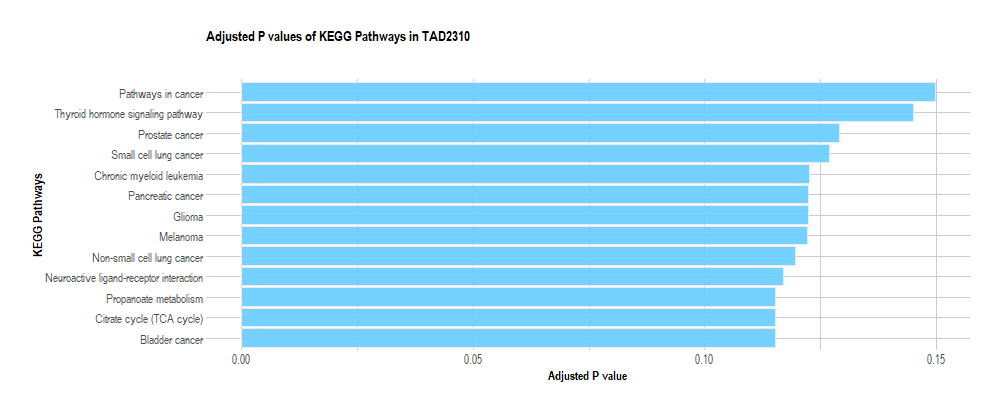 Adjusted P values of KEGG Pathways in TAD2310
KEGG Pathways
Pathways in cancer
Thyroid hormone signaling pathway
Prostate cancer
Small cell lung cancer
Chronic myeloid leukemia
Pancreatic cancer
Glioma
Melanoma
Non-small cell lung cancer
Neuroactive ligand-receptor interaction
Propanoate metabolism
Citrate cycle (TCA cycle)
Bladder cancer
0.00 0.05 0.10 0.15
Adjusted P value